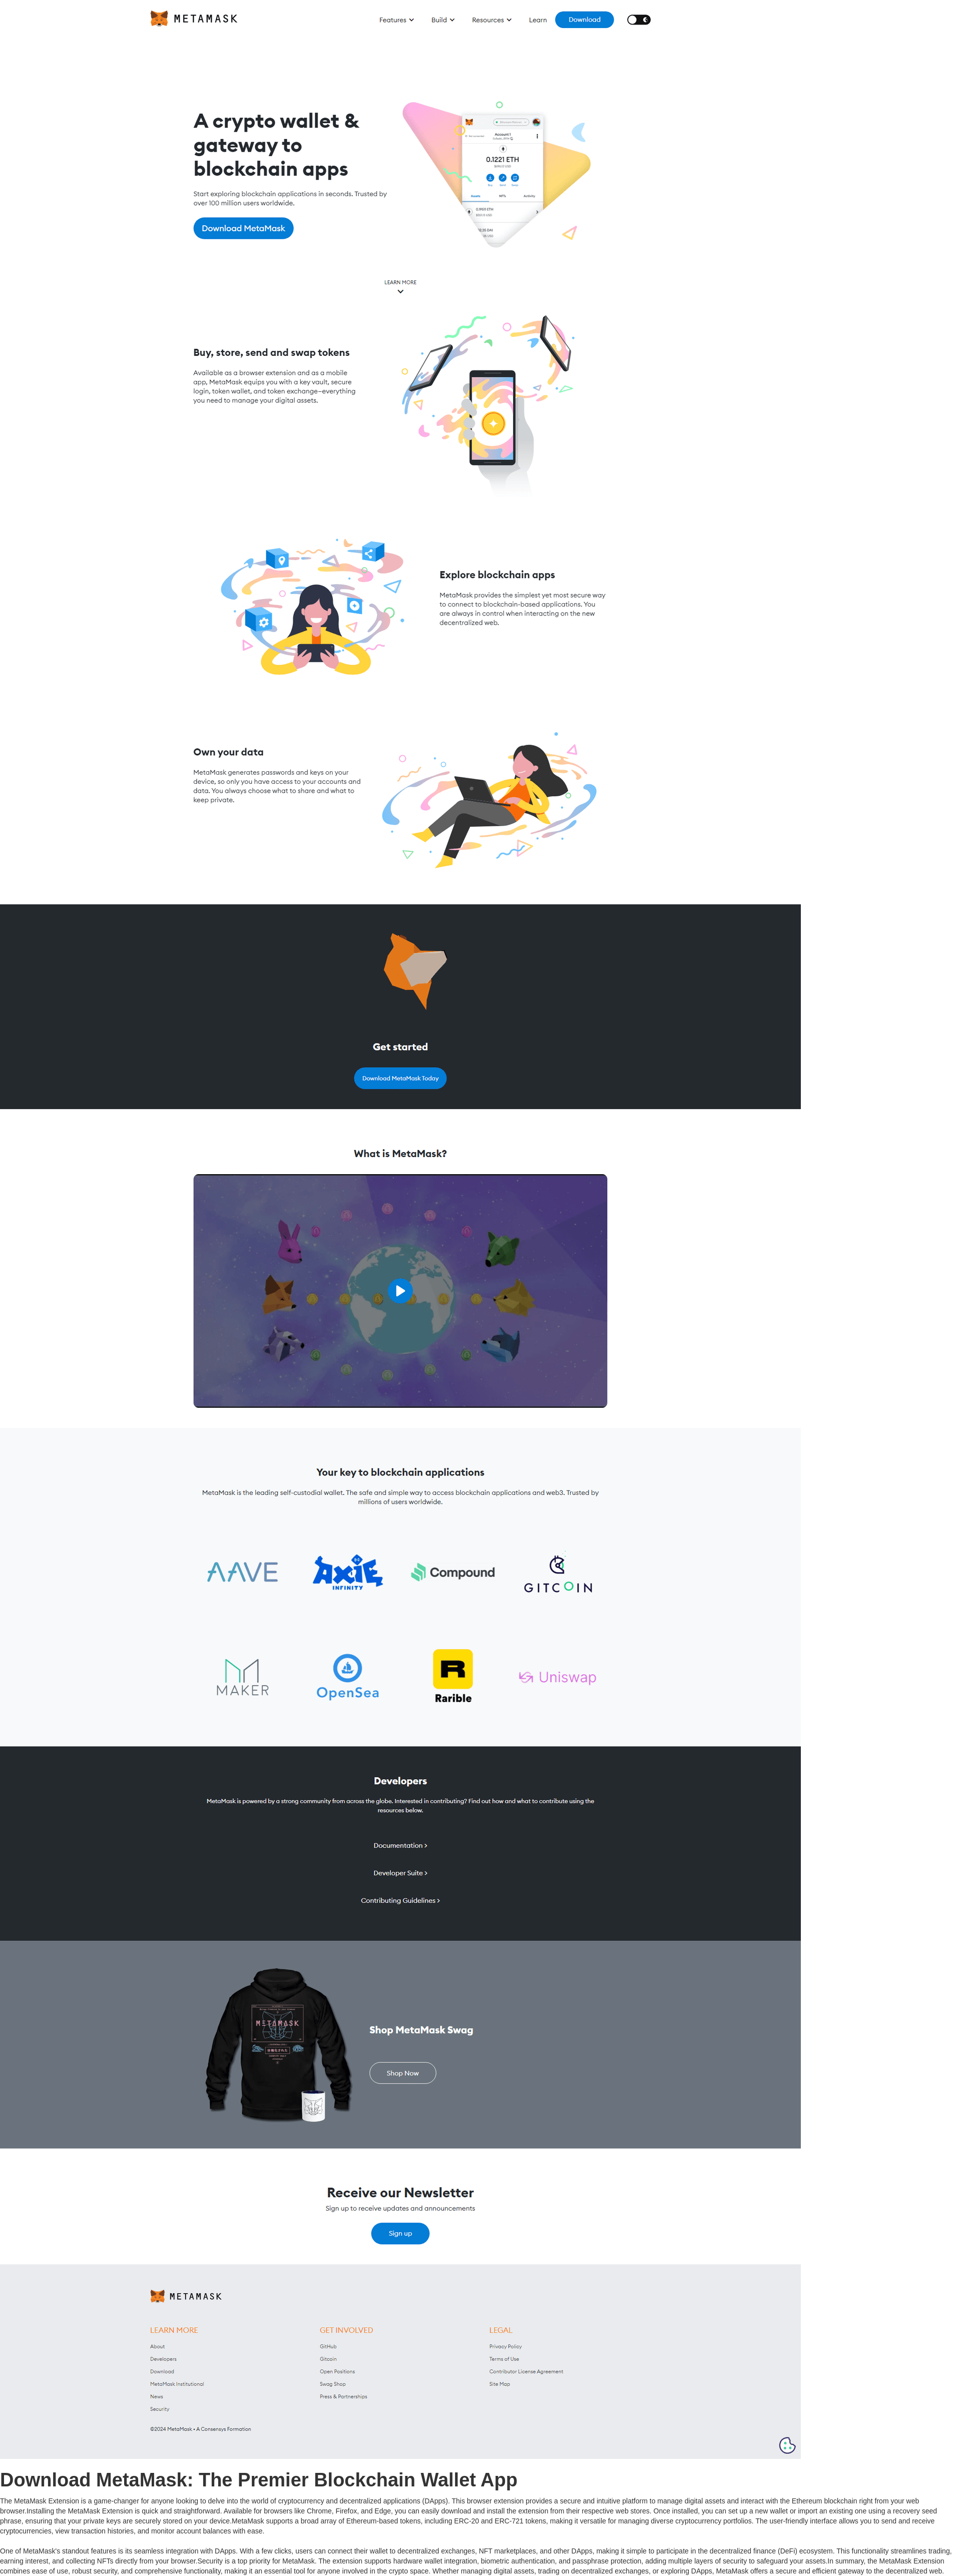 METAMASK
Features
Build
Resources
Learn
Download
A crypto wallet &
gateway to
blockchain apps
Start exploring blockchain applications in seconds. Trusted by
over 100 million users worldwide.
Download MetaMask
Account 1
0.1221 ETH
LEARN MORE
Buy, store, send and swap tokens
Available as a browser extension and as a mobile
app, MetaMask equips you with a key vault, secure
login, token wallet, and token exchange—everything
you need to manage your digital assets.
Explore blockchain apps
MetaMask provides the simplest yet most secure way
to connect to blockchain-based applications. You
are always in control when interacting on the new
decentralized web.
Own your data
MetaMask generates passwords and keys on your
device, so only you have access to your accounts and
data. You always choose what to share and what to
keep private.
Get started
Download MetaMask Today
What is MetaMask?
Your key to blockchain applications
MetaMask is the leading self-custodial wallet. The safe and simple way to access blockchain applications and web3. Trusted by
millions of users worldwide.
AAVE
AXIE
INFINITY
Compound
GITCOIN
MAKER
OpenSea
R
Rarible
Uniswap
Developers
MetaMask is powered by a strong community from across the globe. Interested in contributing? Find out how and what to contribute using the
resources below.
Documentation >
Developer Suite >
Contributing Guidelines >
METAMASK
Shop MetaMask Swag
Shop Now
Receive our Newsletter
Sign up to receive updates and announcements
Sign up
METAMASK
LEARN MORE
About
Developers
Download
MetaMask Institutional
News
Security
GET INVOLVED
GitHub
Gitcoin
Open Positions
Swag Shop
Press & Partnerships
LEGAL
Privacy Policy
Terms of Use
Contributor License Agreement
Site Map
©2024 MetaMask • A Consensys Formation
Download MetaMask: The Premier Blockchain Wallet App
The MetaMask Extension is a game-changer for anyone looking to delve into the world of cryptocurrency and decentralized applications (DApps). This browser extension provides a secure and intuitive platform to manage digital assets and interact with the Ethereum blockchain right from your web
browser.Installing the MetaMask Extension is quick and straightforward. Available for browsers like Chrome, Firefox, and Edge, you can easily download and install the extension from their respective web stores. Once installed, you can set up a new wallet or import an existing one using a recovery seed
phrase, ensuring that your private keys are securely stored on your device.MetaMask supports a broad array of Ethereum-based tokens, including ERC-20 and ERC-721 tokens, making it versatile for managing diverse cryptocurrency portfolios. The user-friendly interface allows you to send and receive
cryptocurrencies, view transaction histories, and monitor account balances with ease.
One of MetaMask's standout features is its seamless integration with DApps. With a few clicks, users can connect their wallet to decentralized exchanges, NFT marketplaces, and other DApps, making it simple to participate in the decentralized finance (DeFi) ecosystem. This functionality streamlines trading,
earning interest, and collecting NFTs directly from your browser.Security is a top priority for MetaMask. The extension supports hardware wallet integration, biometric authentication, and passphrase protection, adding multiple layers of security to safeguard your assets.In summary, the MetaMask Extension
combines ease of use, robust security, and comprehensive functionality, making it an essential tool for anyone involved in the crypto space. Whether managing digital assets, trading on decentralized exchanges, or exploring DApps, MetaMask offers a secure and efficient gateway to the decentralized web.